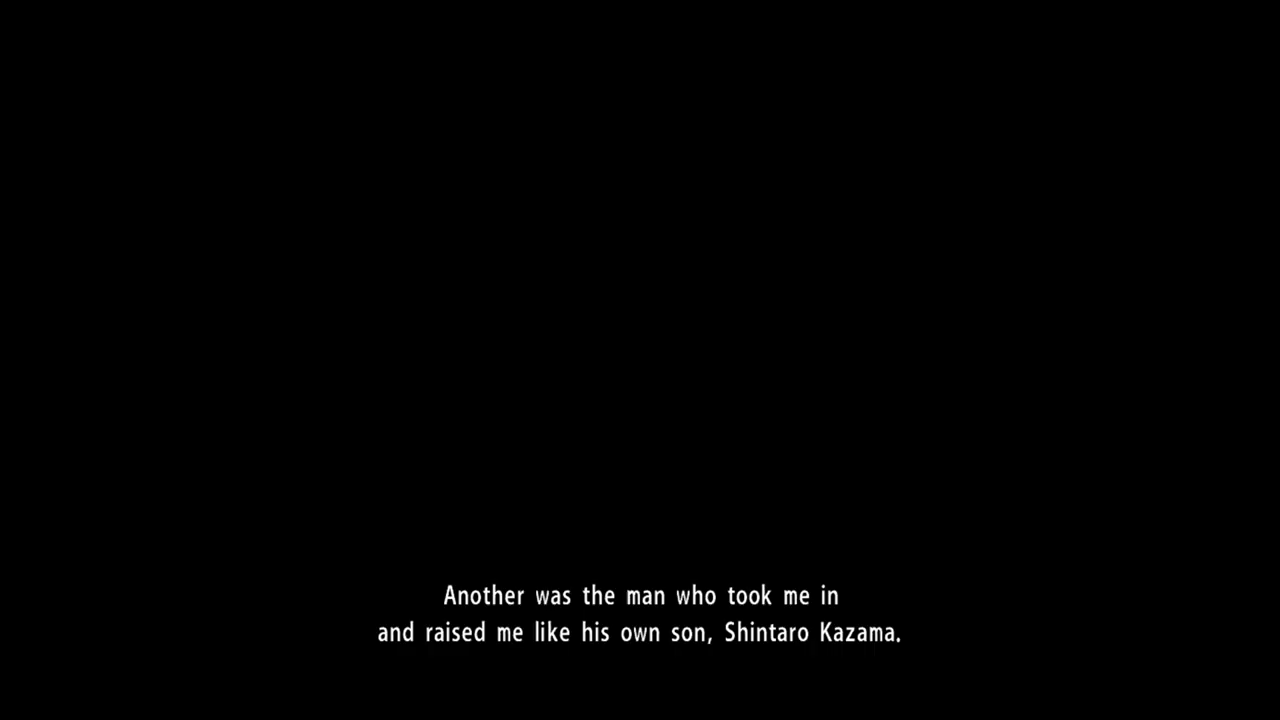 Another was the man who took me in
and raised me like his own son, Shintaro Kazama.